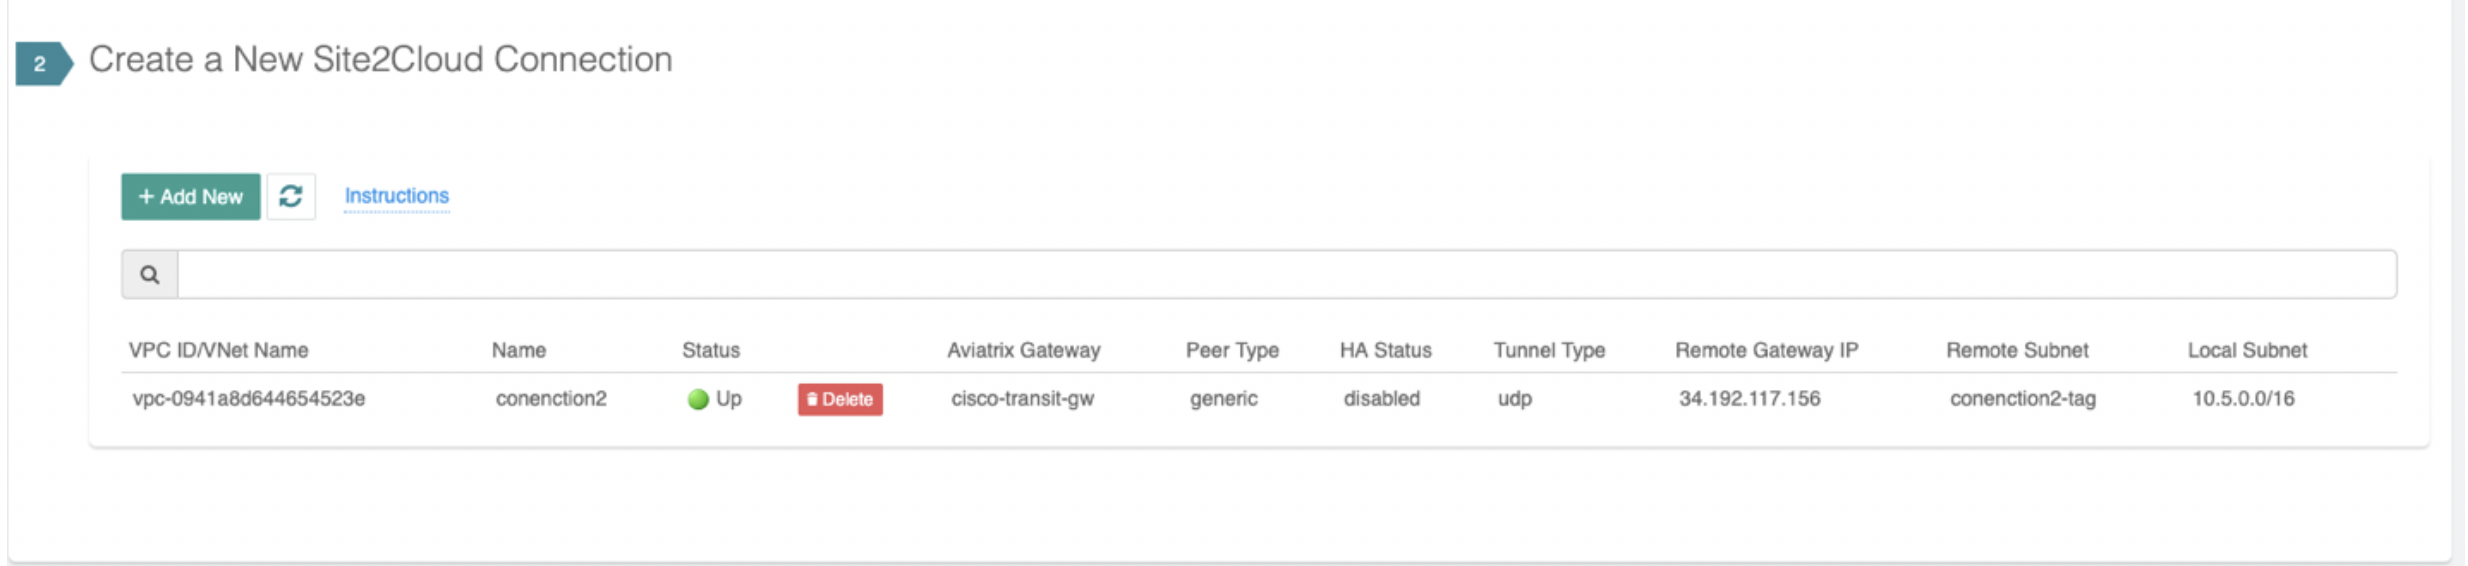 2 Create a New Site2Cloud Connection
+ Add New Instructions
VPC ID/VNet Name Name Status Aviatrix Gateway Peer Type HA Status Tunnel Type Remote Gateway IP Remote Subnet Local Subnet
vpc-0941a8d644654523e conenction2 Up Delete cisco-transit-gw generic disabled udp 34.192.117.156 conenction2-tag 10.5.0.0/16